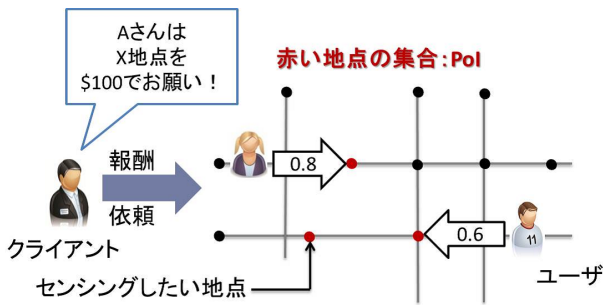 Aさんは
X地点を
$100でお願い！
赤い地点の集合：PoI
報酬
依頼
0.8
0.6
11
クライアント
センシングしたい地点
ユーザ